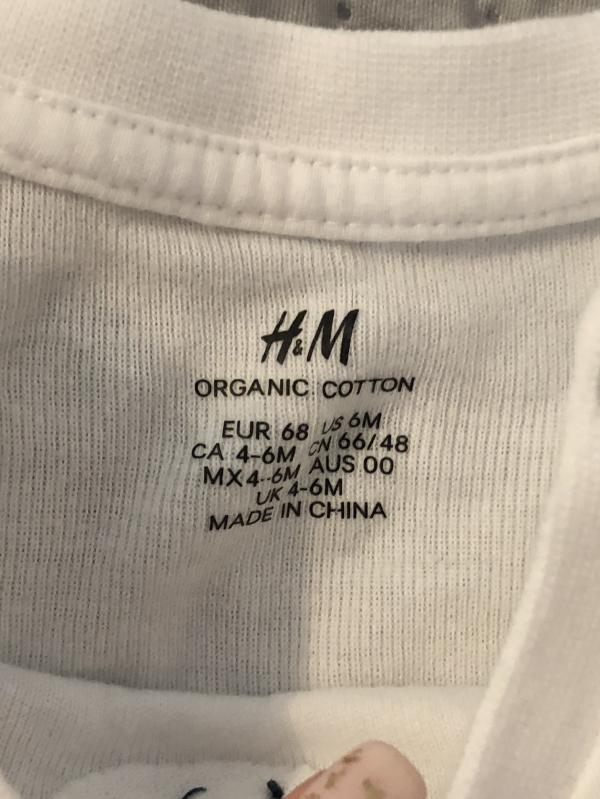 H&M
ORGANIC COTTON
EUR 68 US 6M
CA 4-6M CN 66/48
MX 4-6M AUS 00
UK 4-6M
MADE IN CHINA